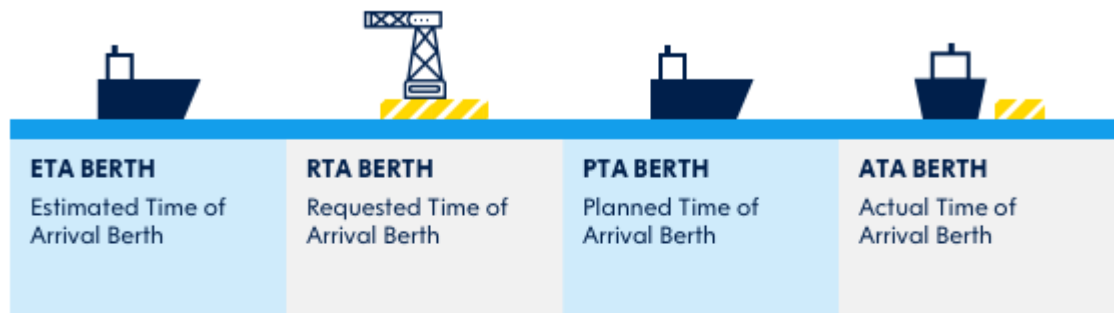 ETA BERTH
Estimated Time of
Arrival Berth
RTA BERTH
Requested Time of
Arrival Berth
PTA BERTH
Planned Time of
Arrival Berth
ATA BERTH
Actual Time of
Arrival Berth